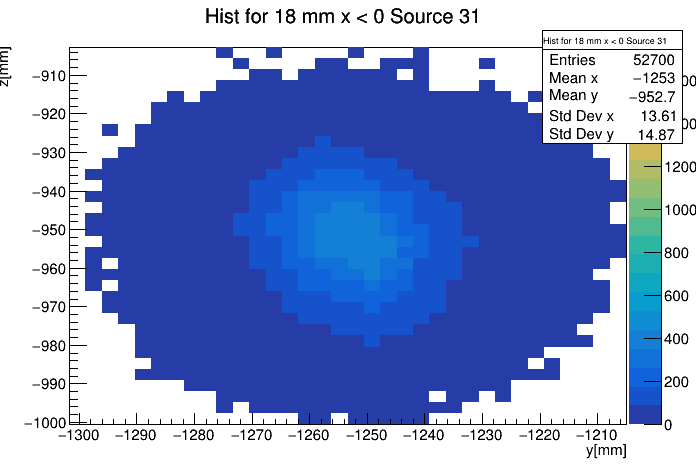 Hist for 18 mm x < 0 Source 31
z[mm]
Hist for 18 mm x < 0 Source 31
Entries 52700
Mean x −1253
Mean y −952.7
Std Dev x 13.61
Std Dev y 14.87
−910
−920
−930
−940
−950
−960
−970
−980
−990
−1000
1200
1000
800
600
400
200
0
−1300 −1290 −1280 −1270 −1260 −1250 −1240 −1230 −1220 −1210
y[mm]